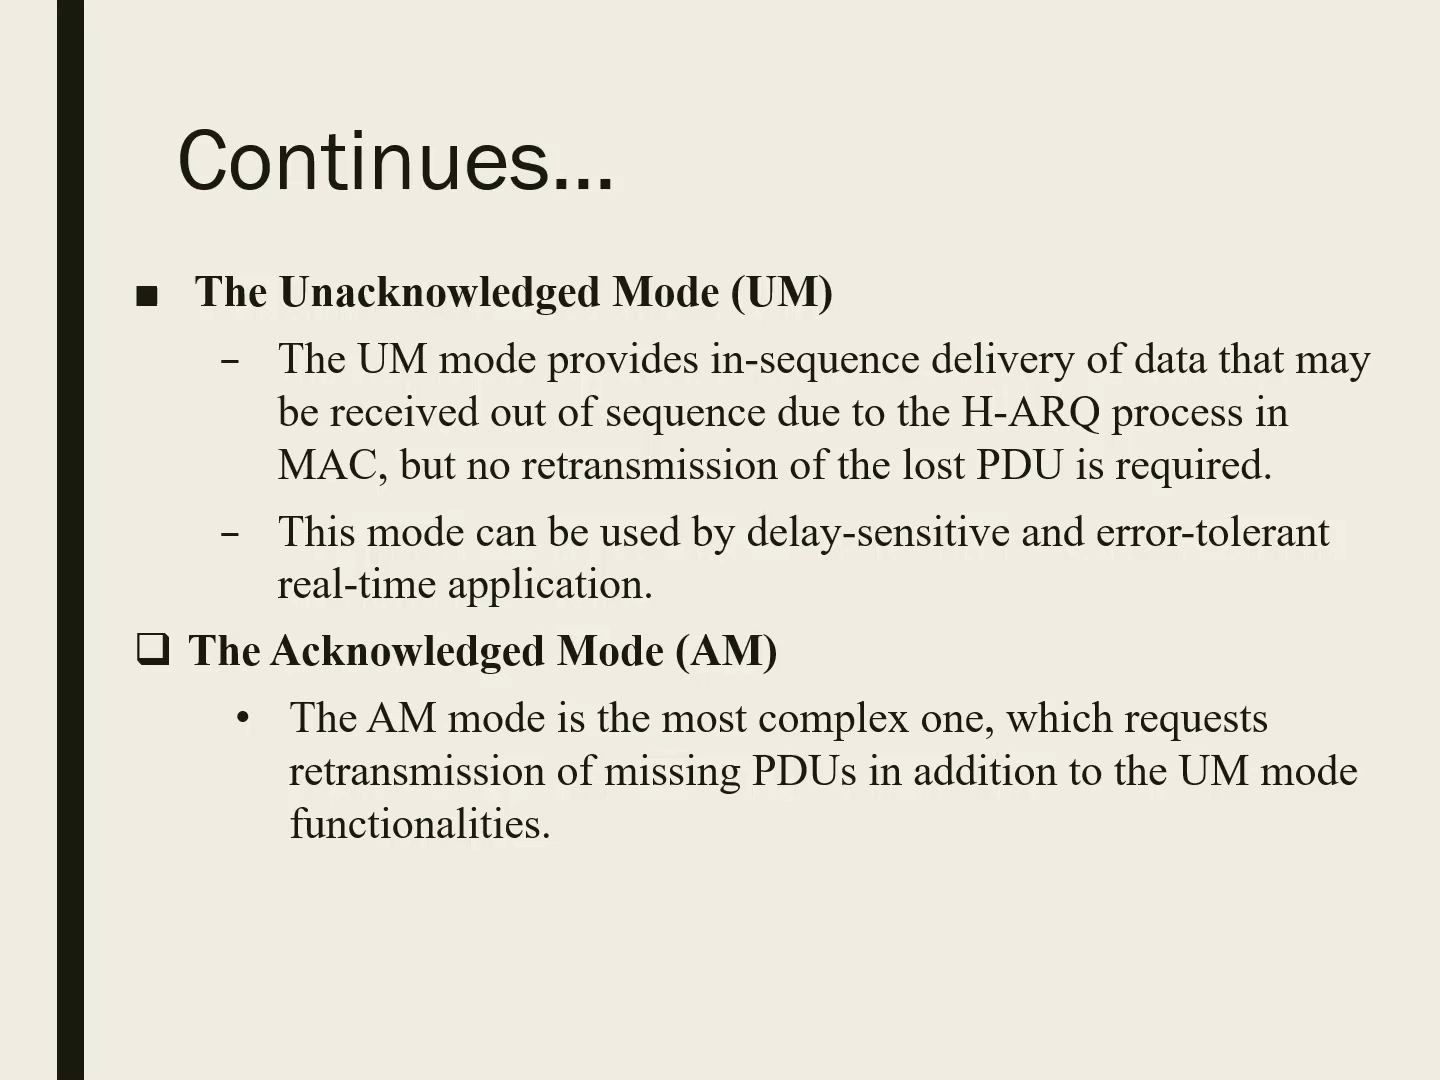 Continues...
■ The Unacknowledged Mode (UM)
– The UM mode provides in-sequence delivery of data that may
be received out of sequence due to the H-ARQ process in
MAC, but no retransmission of the lost PDU is required.
– This mode can be used by delay-sensitive and error-tolerant
real-time application.
❑ The Acknowledged Mode (AM)
• The AM mode is the most complex one, which requests
retransmission of missing PDUs in addition to the UM mode
functionalities.